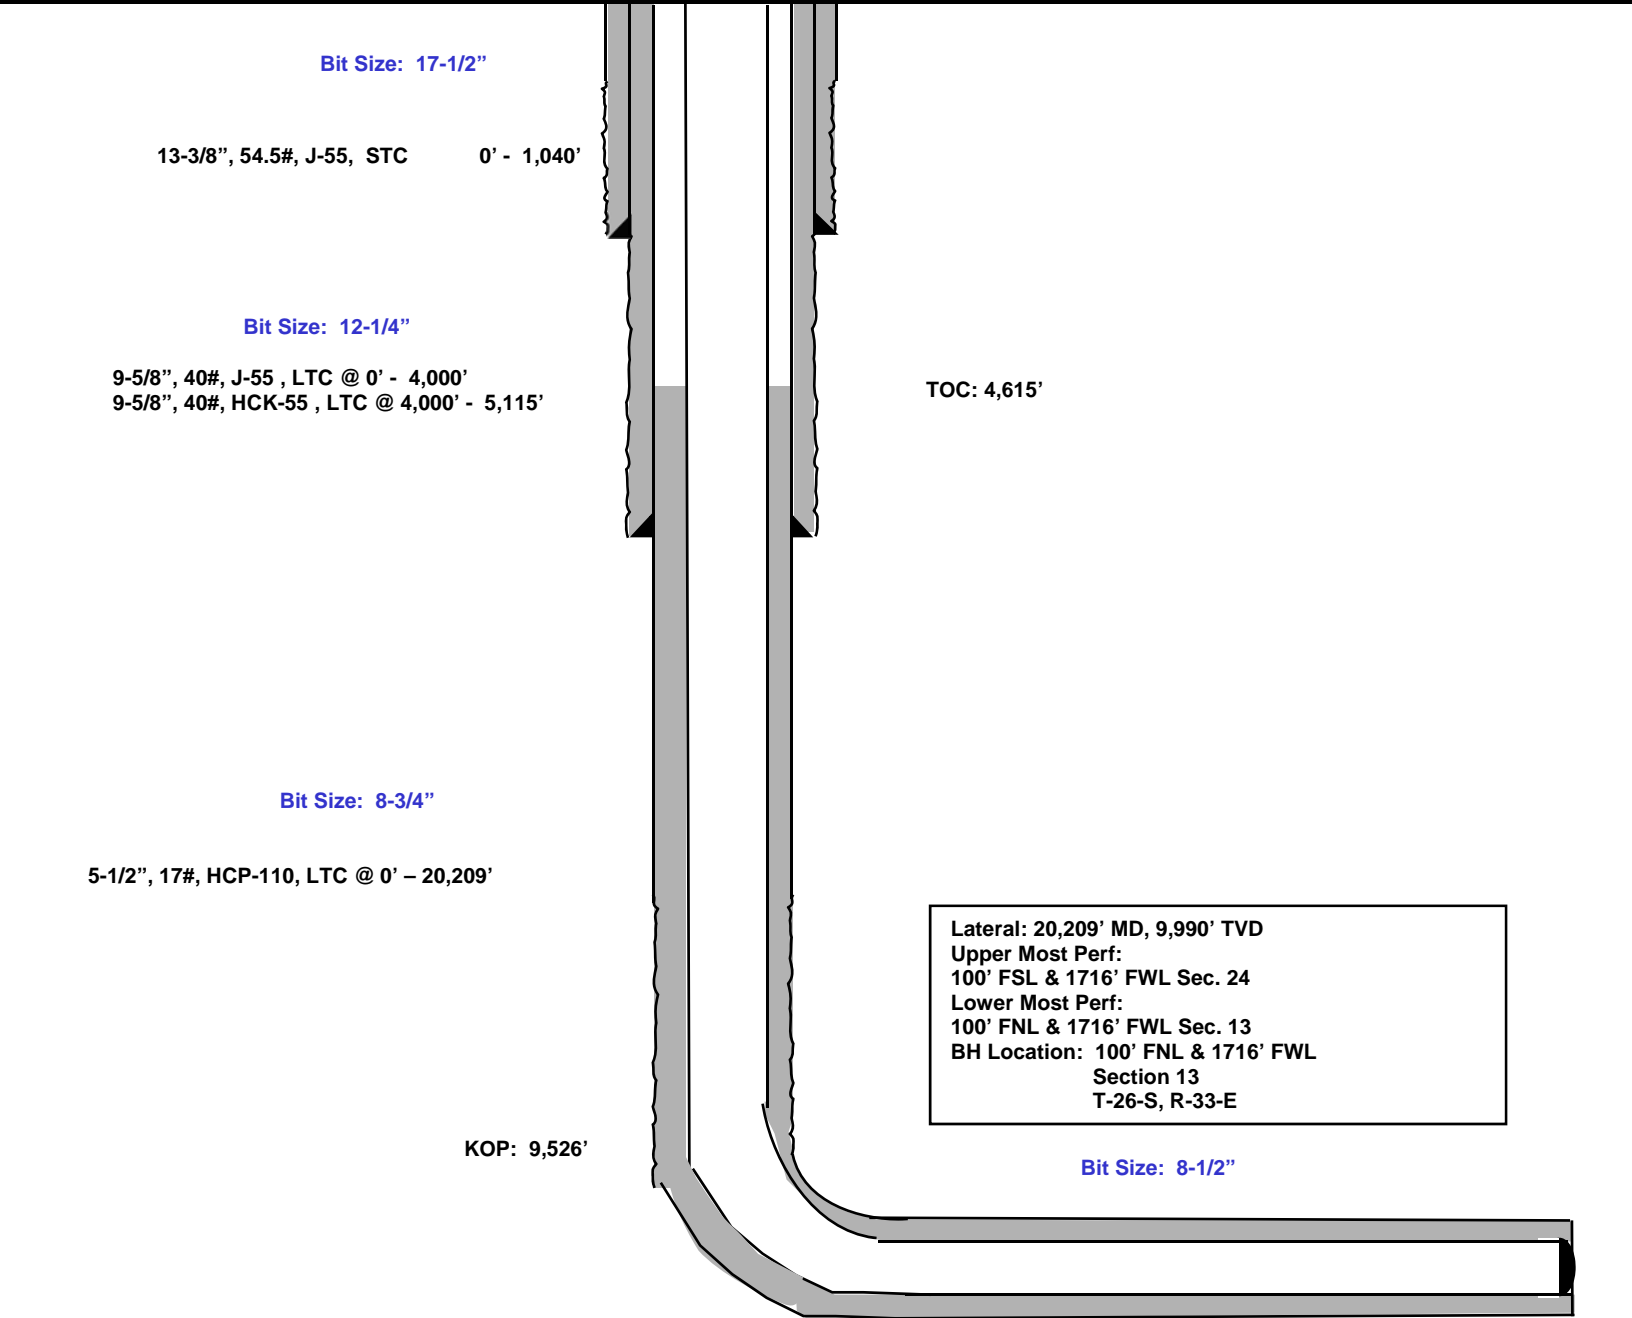 Bit Size: 17-1/2”
13-3/8”, 54.5#, J-55, STC 0’ - 1,040’
Bit Size: 12-1/4”
9-5/8”, 40#, J-55 , LTC @ 0’ - 4,000’
9-5/8”, 40#, HCK-55 , LTC @ 4,000’ - 5,115’
TOC: 4,615’
Bit Size: 8-3/4”
5-1/2”, 17#, HCP-110, LTC @ 0’ – 20,209’
Lateral: 20,209’ MD, 9,990’ TVD
Upper Most Perf:
100’ FSL & 1716’ FWL Sec. 24
Lower Most Perf:
100’ FNL & 1716’ FWL Sec. 13
BH Location: 100’ FNL & 1716’ FWL
Section 13
T-26-S, R-33-E
KOP: 9,526’
Bit Size: 8-1/2”